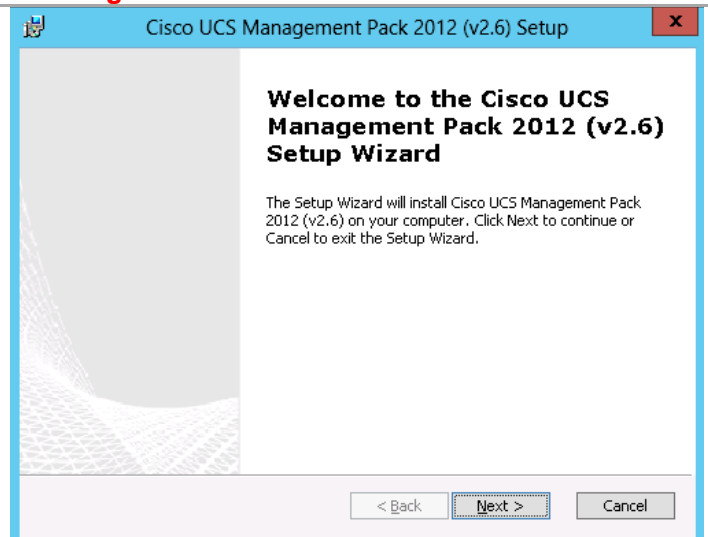 Cisco UCS Management Pack 2012 (v2.6) Setup
x
Welcome to the Cisco UCS
Management Pack 2012 (v2.6)
Setup Wizard
The Setup Wizard will install Cisco UCS Management Pack
2012 (v2.6) on your computer. Click Next to continue or
Cancel to exit the Setup Wizard.
< Back
Next >
Cancel